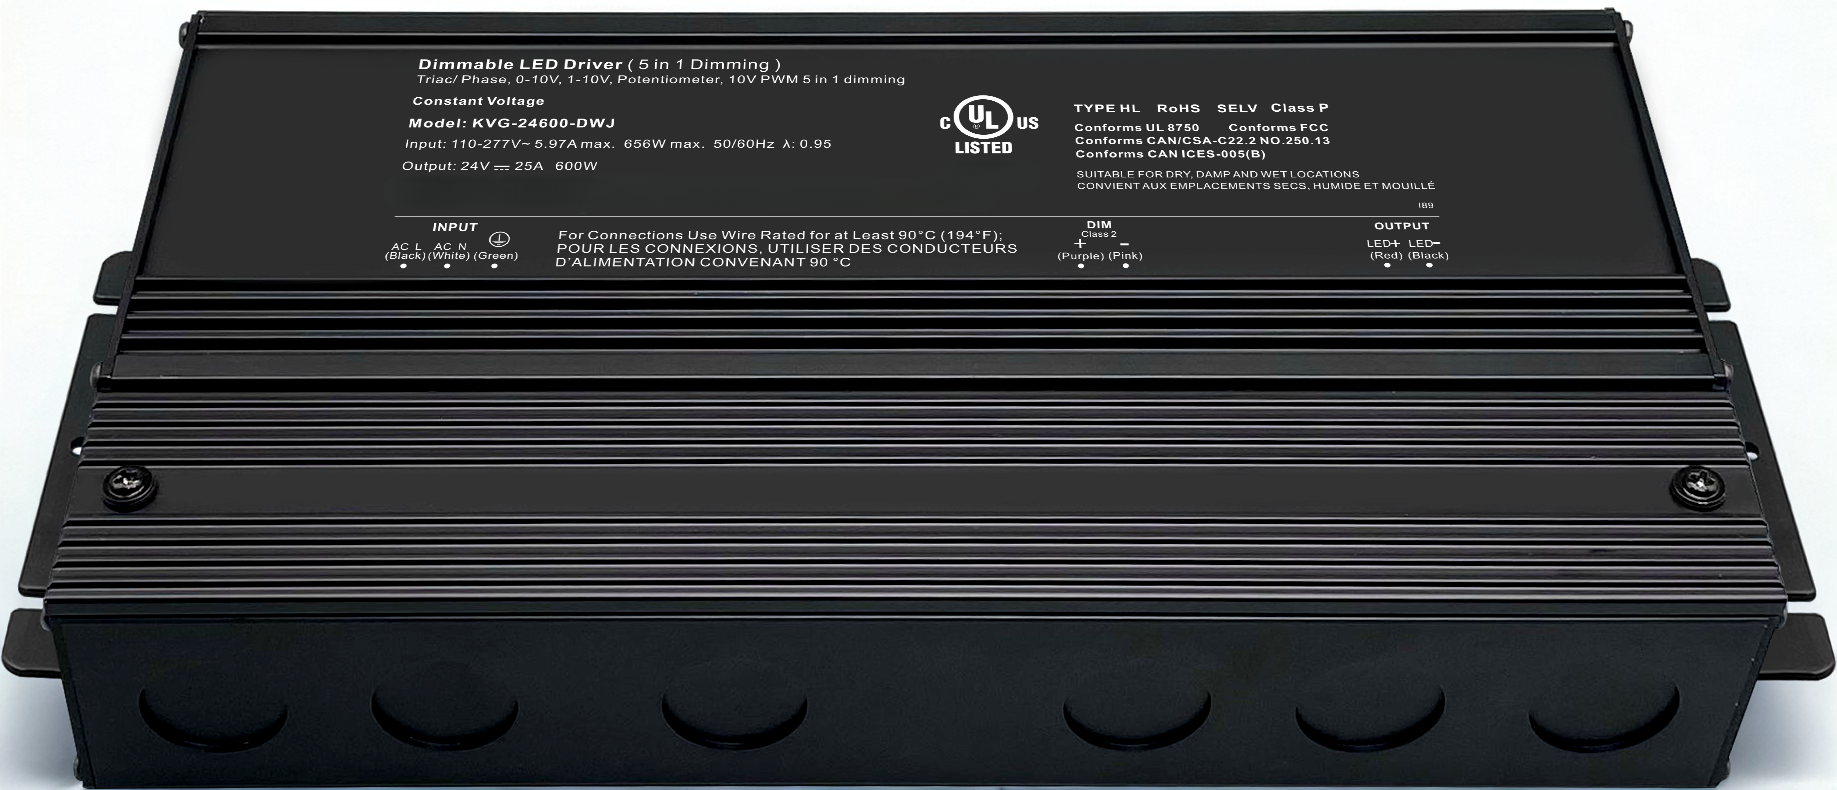 Dimmable LED Driver ( 5 in 1 Dimming )
Triac/ Phase, 0-10V, 1-10V, Potentiometer, 10V PWM 5 in 1 dimming
Constant Voltage
Model: KVG-24600-DWJ
Input: 110-277V~ 5.97A max. 656W max. 50/60Hz λ: 0.95
Output: 24V ⎓ 25A 600W
C UL US
LISTED
TYPE HL RoHS SELV Class P
Conforms UL 8750 Conforms FCC
Conforms CAN/CSA-C22.2 NO.250.13
Conforms CAN ICES-005(B)
SUITABLE FOR DRY, DAMP AND WET LOCATIONS
CONVIENT AUX EMPLACEMENTS SECS, HUMIDE ET MOUILLÉ
189
INPUT
AC L AC N
(Black) (White) (Green)
For Connections Use Wire Rated for at Least 90°C (194°F);
POUR LES CONNEXIONS, UTILISER DES CONDUCTEURS
D'ALIMENTATION CONVENANT 90 °C
DIM
Class 2
+ −
(Purple) (Pink)
OUTPUT
LED+ LED−
(Red) (Black)